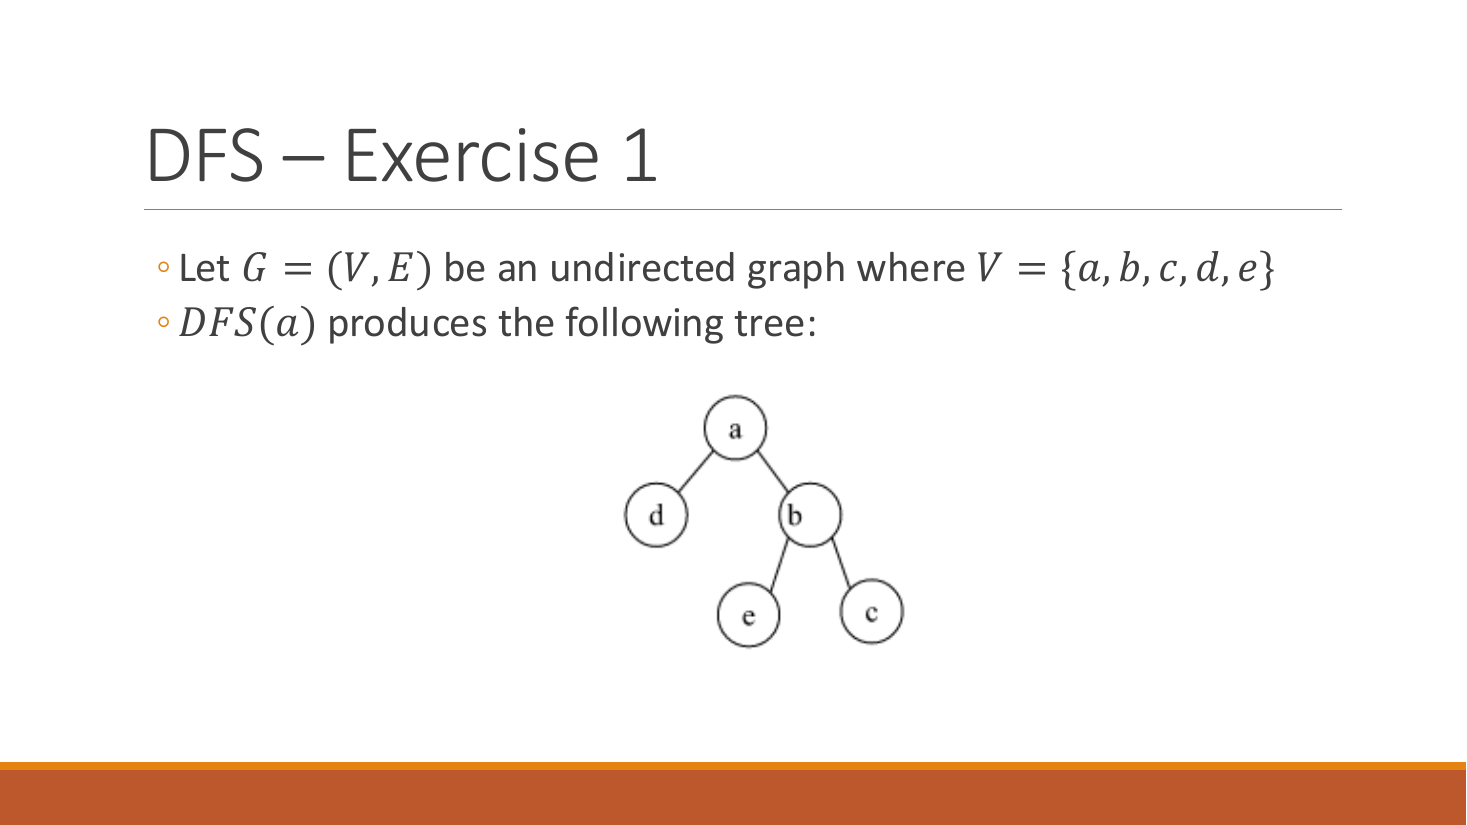 DFS – Exercise 1
◦ Let 𝐺 = (𝑉, 𝐸) be an undirected graph where 𝑉 = {𝑎, 𝑏, 𝑐, 𝑑, 𝑒}
◦ 𝐷𝐹𝑆(𝑎) produces the following tree:
a
d b
e c